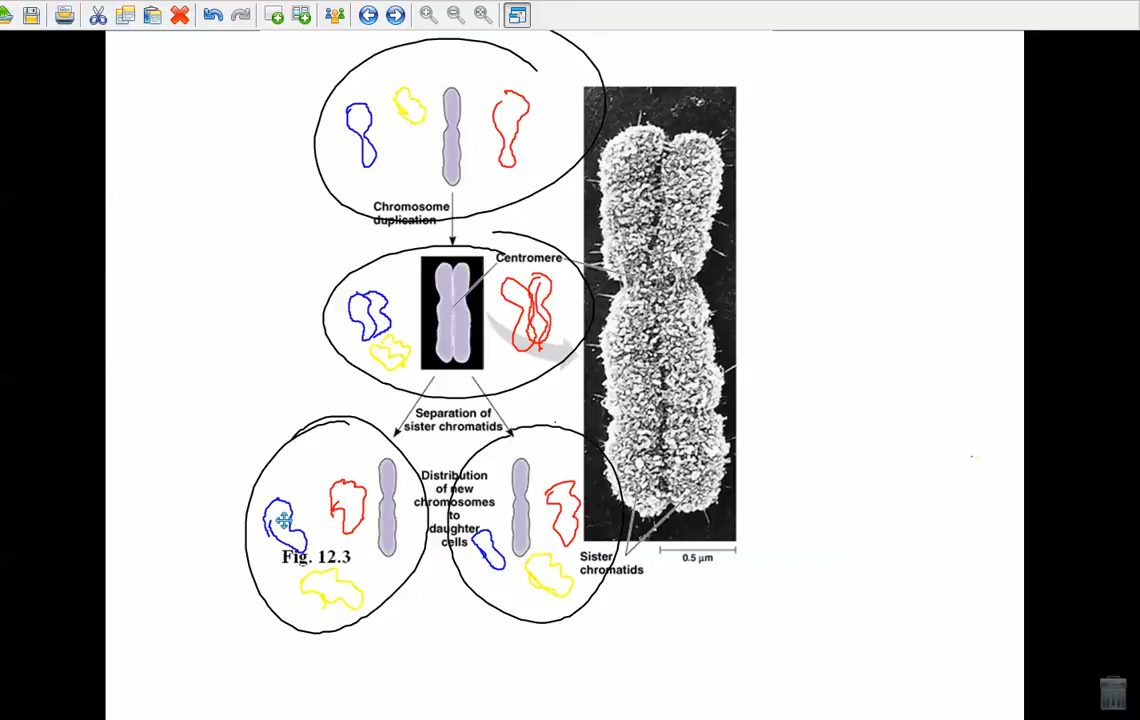 Chromosome
duplication
Centromere
Separation of
sister chromatids
Distribution
of new
chromosomes
to
daughter
cells
Fig. 12.3
Sister
chromatids
0.5 μm